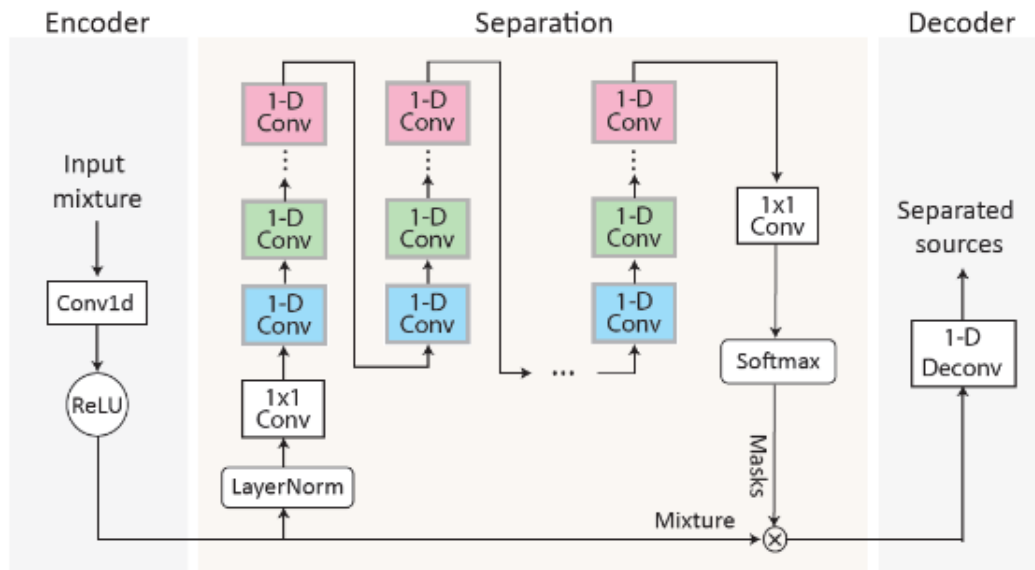 Encoder
Separation
Decoder
Input
mixture
Conv1d
ReLU
1-D
Conv
1-D
Conv
1-D
Conv
1x1
Conv
LayerNorm
1-D
Conv
1-D
Conv
1-D
Conv
...
1-D
Conv
1-D
Conv
1-D
Conv
1x1
Conv
Softmax
Masks
Mixture
Separated
sources
1-D
Deconv